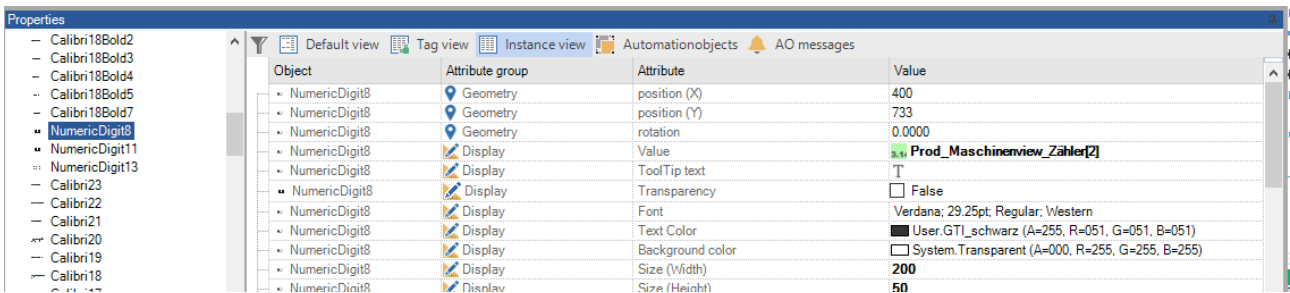 Properties
Calibri18Bold2
Calibri18Bold3
Calibri18Bold4
Calibri18Bold5
Calibri18Bold7
NumericDigit8
NumericDigit11
NumericDigit13
Calibri23
Calibri22
Calibri21
Calibri20
Calibri19
Calibri18
Default view Tag view Instance view Automationobjects AO messages
Object Attribute group Attribute Value
NumericDigit8 Geometry position (X) 400
NumericDigit8 Geometry position (Y) 733
NumericDigit8 Geometry rotation 0.0000
NumericDigit8 Display Value Prod_Maschinenview_Zähler[2]
NumericDigit8 Display ToolTip text T
NumericDigit8 Display Transparency False
NumericDigit8 Display Font Verdana; 29.25pt; Regular; Western
NumericDigit8 Display Text Color User.GTI_schwarz (A=255, R=051, G=051, B=051)
NumericDigit8 Display Background color System.Transparent (A=000, R=255, G=255, B=255)
NumericDigit8 Display Size (Width) 200
NumericDigit8 Display Size (Height) 50